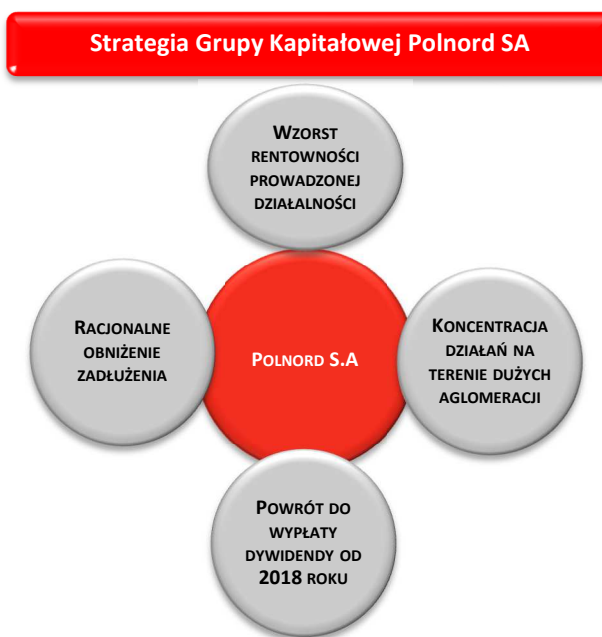 Strategia Grupy Kapitałowej Polnord SA
WZORST
RENTOWNOŚCI
PROWADZONEJ
DZIAŁALNOŚCI
RACJONALNE
OBNIŻENIE
ZADŁUŻENIA
POLNORD S.A
KONCENTRACJA
DZIAŁAŃ NA
TERENIE DUŻYCH
AGLOMERACJI
POWRÓT DO
WYPŁATY
DYWIDENDY OD
2018 ROKU